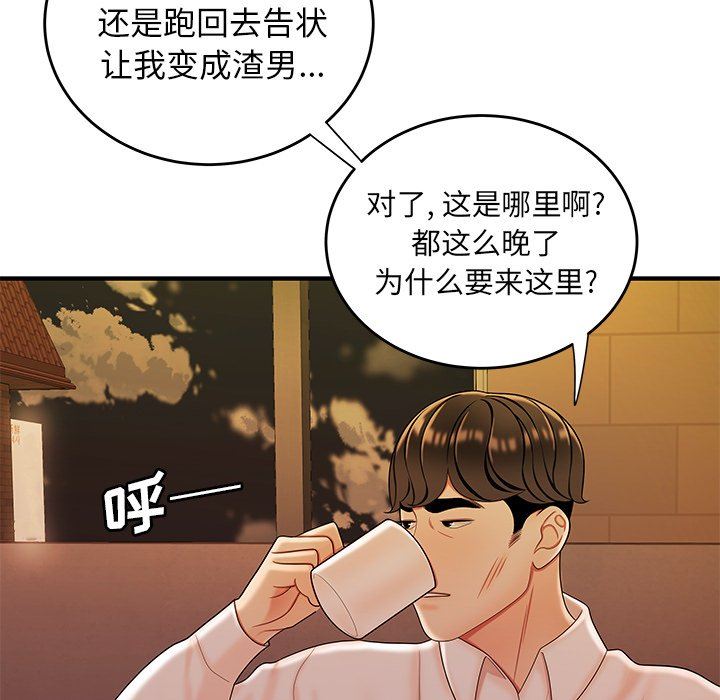 还是跑回去告状
让我变成渣男...
对了, 这是哪里啊?
都这么晚了
为什么要来这里?
呼——